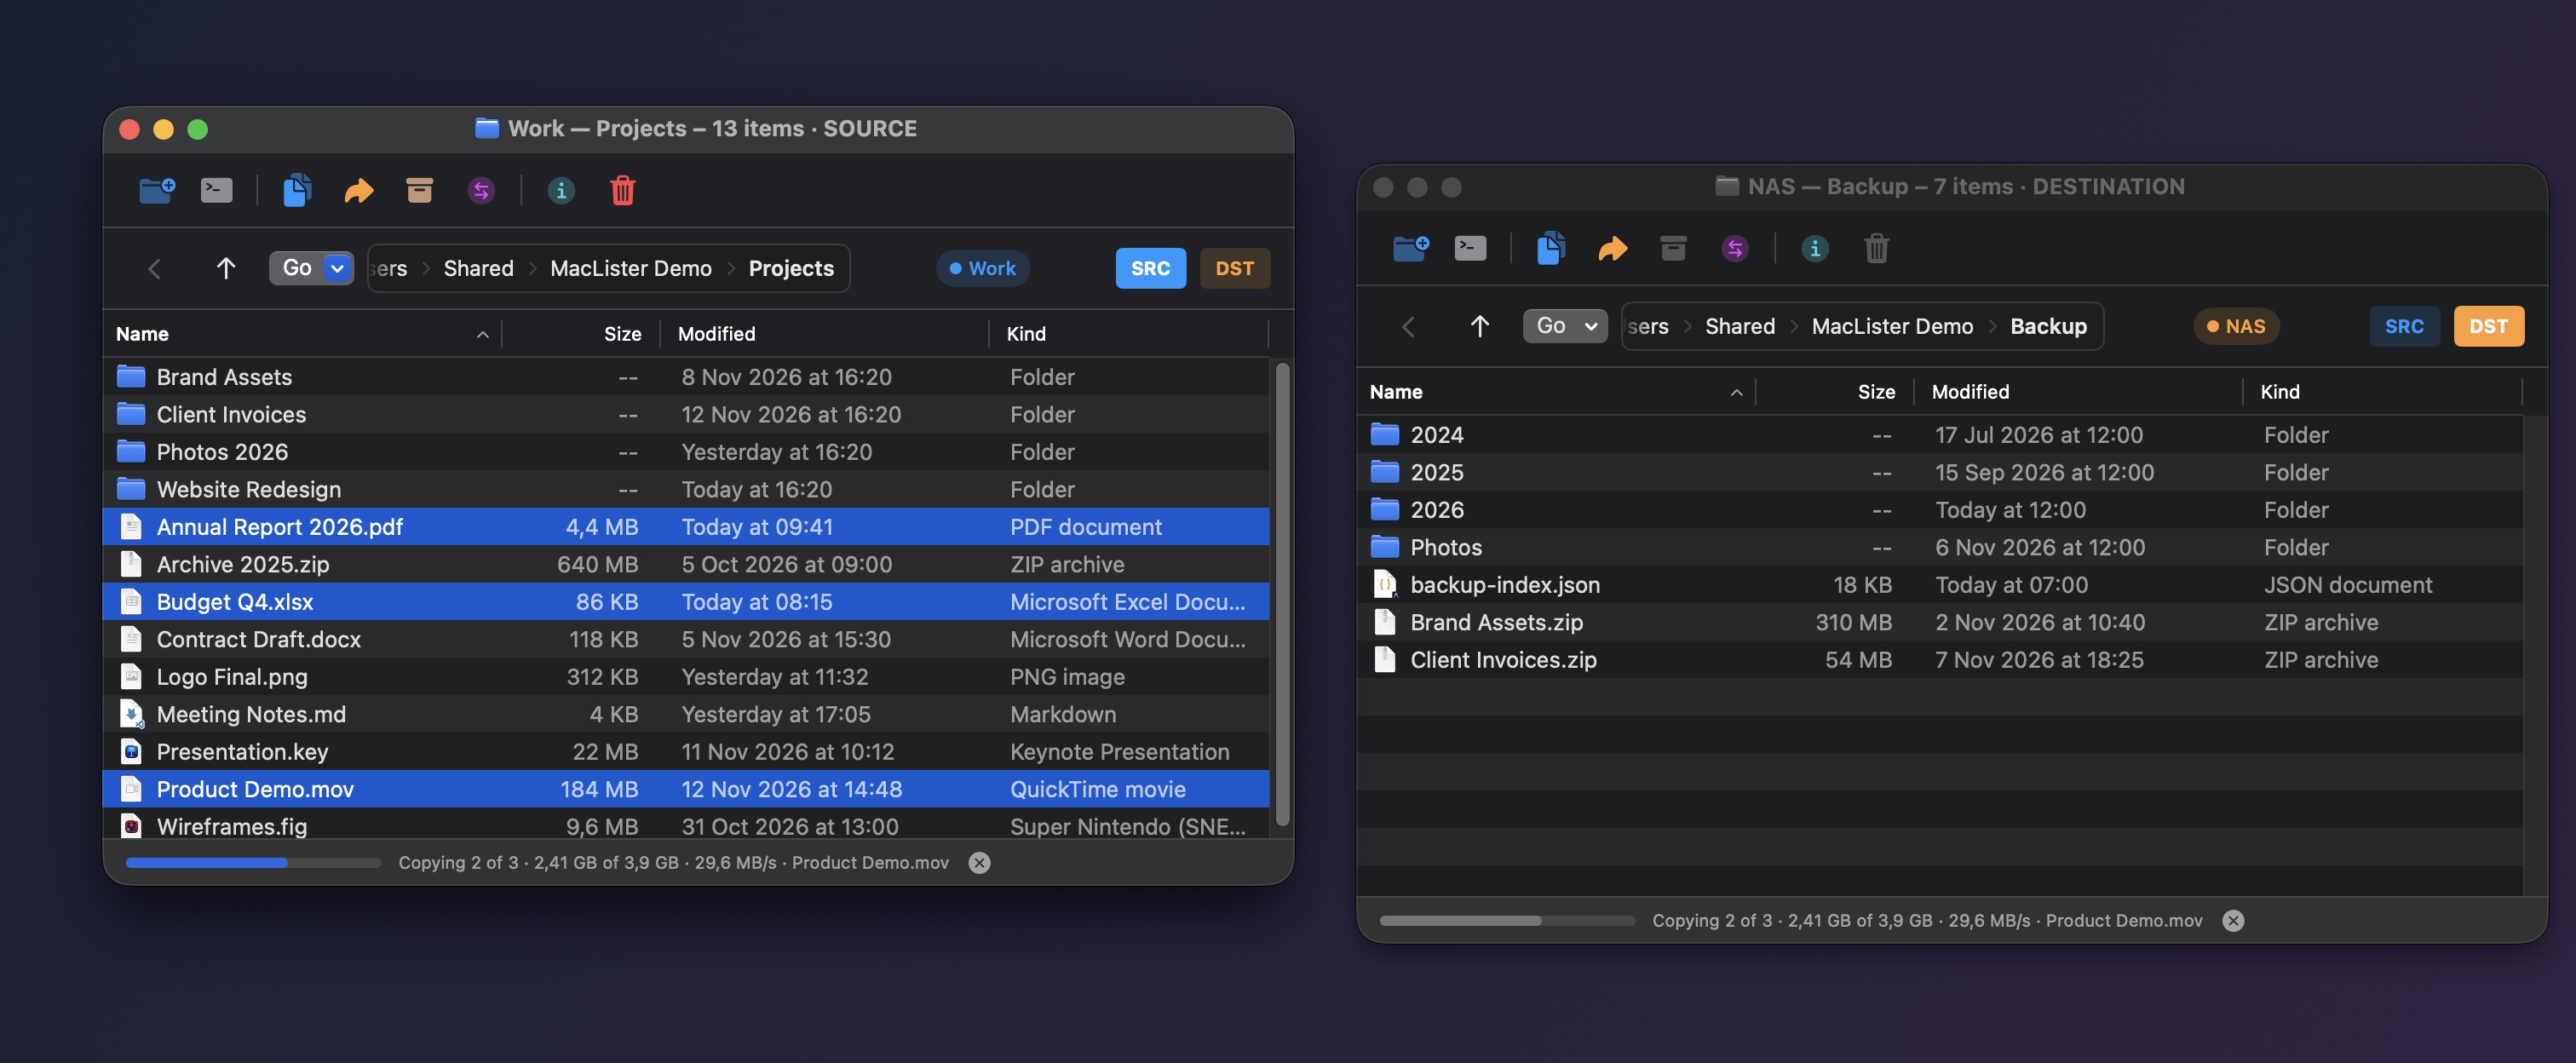 Work — Projects – 13 items · SOURCE
Go sers Shared MacLister Demo Projects Work SRC DST
Name Size Modified Kind
Brand Assets -- 8 Nov 2026 at 16:20 Folder
Client Invoices -- 12 Nov 2026 at 16:20 Folder
Photos 2026 -- Yesterday at 16:20 Folder
Website Redesign -- Today at 16:20 Folder
Annual Report 2026.pdf 4,4 MB Today at 09:41 PDF document
Archive 2025.zip 640 MB 5 Oct 2026 at 09:00 ZIP archive
Budget Q4.xlsx 86 KB Today at 08:15 Microsoft Excel Docu...
Contract Draft.docx 118 KB 5 Nov 2026 at 15:30 Microsoft Word Docu...
Logo Final.png 312 KB Yesterday at 11:32 PNG image
Meeting Notes.md 4 KB Yesterday at 17:05 Markdown
Presentation.key 22 MB 11 Nov 2026 at 10:12 Keynote Presentation
Product Demo.mov 184 MB 12 Nov 2026 at 14:48 QuickTime movie
Wireframes.fig 9,6 MB 31 Oct 2026 at 13:00 Super Nintendo (SNE...
Copying 2 of 3 · 2,41 GB of 3,9 GB · 29,6 MB/s · Product Demo.mov
NAS — Backup – 7 items · DESTINATION
Go sers Shared MacLister Demo Backup NAS SRC DST
Name Size Modified Kind
2024 -- 17 Jul 2026 at 12:00 Folder
2025 -- 15 Sep 2026 at 12:00 Folder
2026 -- Today at 12:00 Folder
Photos -- 6 Nov 2026 at 12:00 Folder
backup-index.json 18 KB Today at 07:00 JSON document
Brand Assets.zip 310 MB 2 Nov 2026 at 10:40 ZIP archive
Client Invoices.zip 54 MB 7 Nov 2026 at 18:25 ZIP archive
Copying 2 of 3 · 2,41 GB of 3,9 GB · 29,6 MB/s · Product Demo.mov